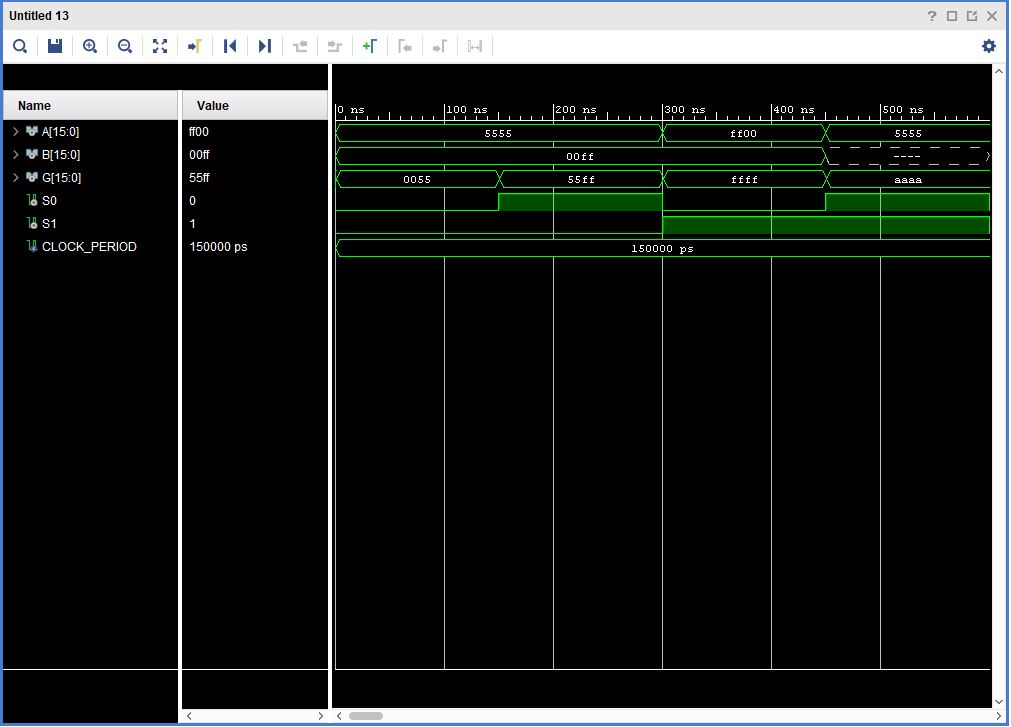 Untitled 13
Name Value
0 ns 100 ns 200 ns 300 ns 400 ns 500 ns
A[15:0] ff00 5555 ff00 5555
B[15:0] 00ff 00ff ----
G[15:0] 55ff 0055 55ff ffff aaaa
S0 0
S1 1
CLOCK_PERIOD 150000 ps 150000 ps